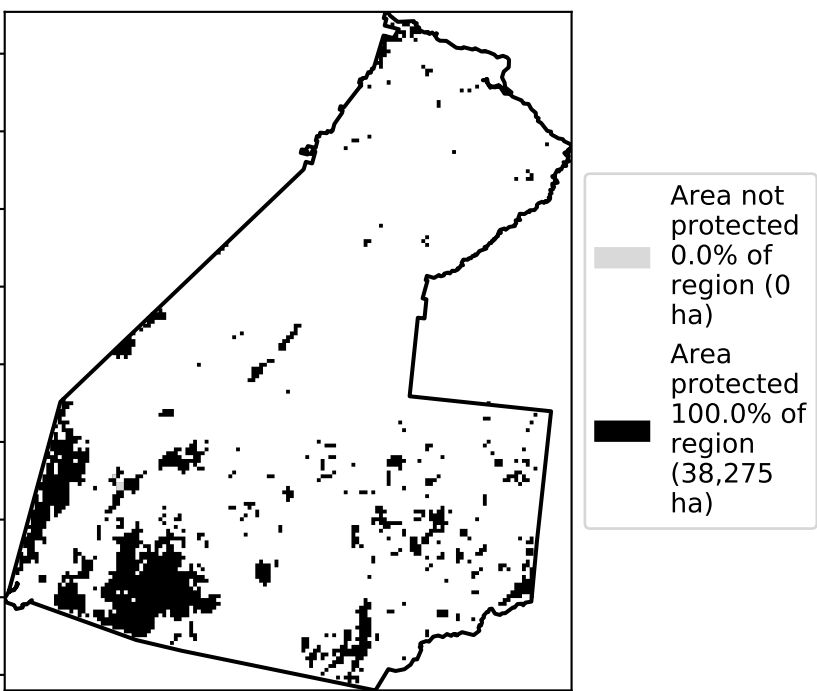 Area not
protected
0.0% of
region (0
ha)
Area
protected
100.0% of
region
(38,275
ha)